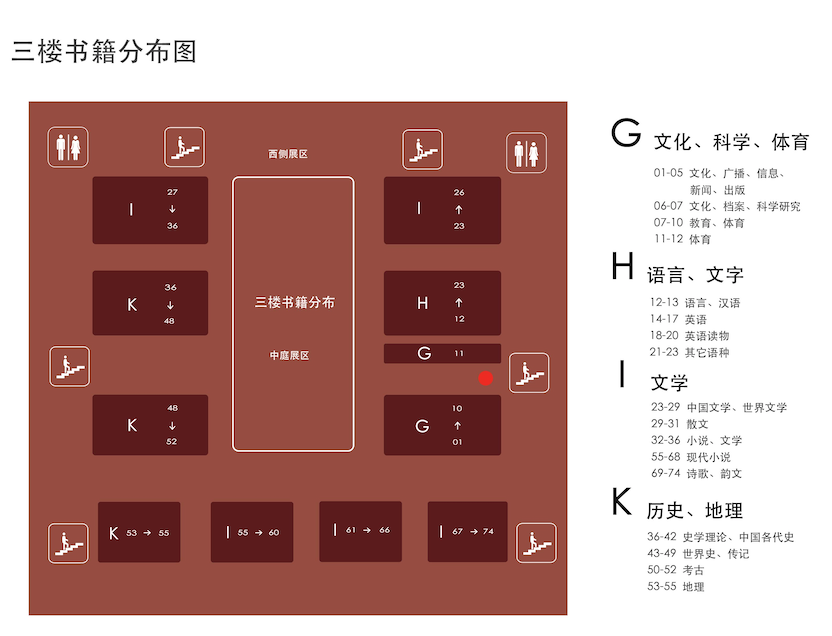 三楼书籍分布图
西侧展区
I
27
↓
36
I
26
↑
23
K
36
↓
48
三楼书籍分布
中庭展区
H
23
↑
12
G 11
K
48
↓
52
G
10
↑
01
K 53 → 55
I 55 → 60
I 61 → 66
I 67 → 74
G 文化、科学、体育
01-05 文化、广播、信息、
新闻、出版
06-07 文化、档案、科学研究
07-10 教育、体育
11-12 体育
H 语言、文字
12-13 语言、汉语
14-17 英语
18-20 英语读物
21-23 其它语种
I 文学
23-29 中国文学、世界文学
29-31 散文
32-36 小说、文学
55-68 现代小说
69-74 诗歌、韵文
K 历史、地理
36-42 史学理论、中国各代史
43-49 世界史、传记
50-52 考古
53-55 地理